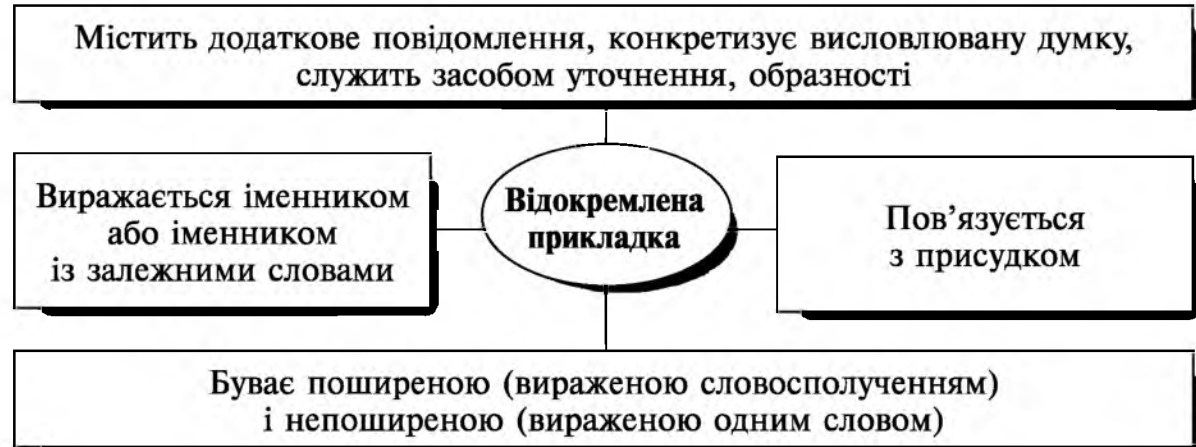 Містить додаткове повідомлення, конкретизує висловлювану думку,
служить засобом уточнення, образності
Виражається іменником
або іменником
із залежними словами
Відокремлена
прикладка
Пов’язується
з присудком
Буває поширеною (вираженою словосполученням)
і непоширеною (вираженою одним словом)